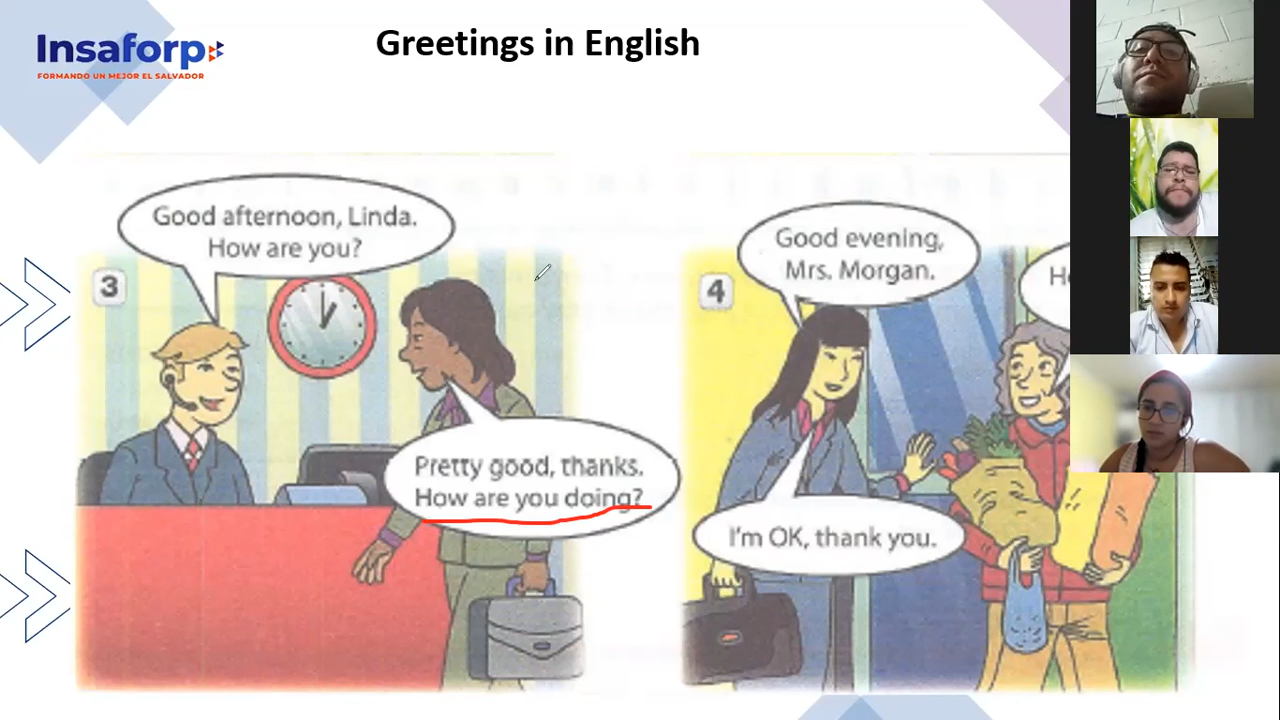 Insaforp
FORMANDO UN MEJOR EL SALVADOR
Greetings in English
3
Good afternoon, Linda.
How are you?
Pretty good, thanks.
How are you doing?
4
Good evening,
Mrs. Morgan.
I'm OK, thank you.